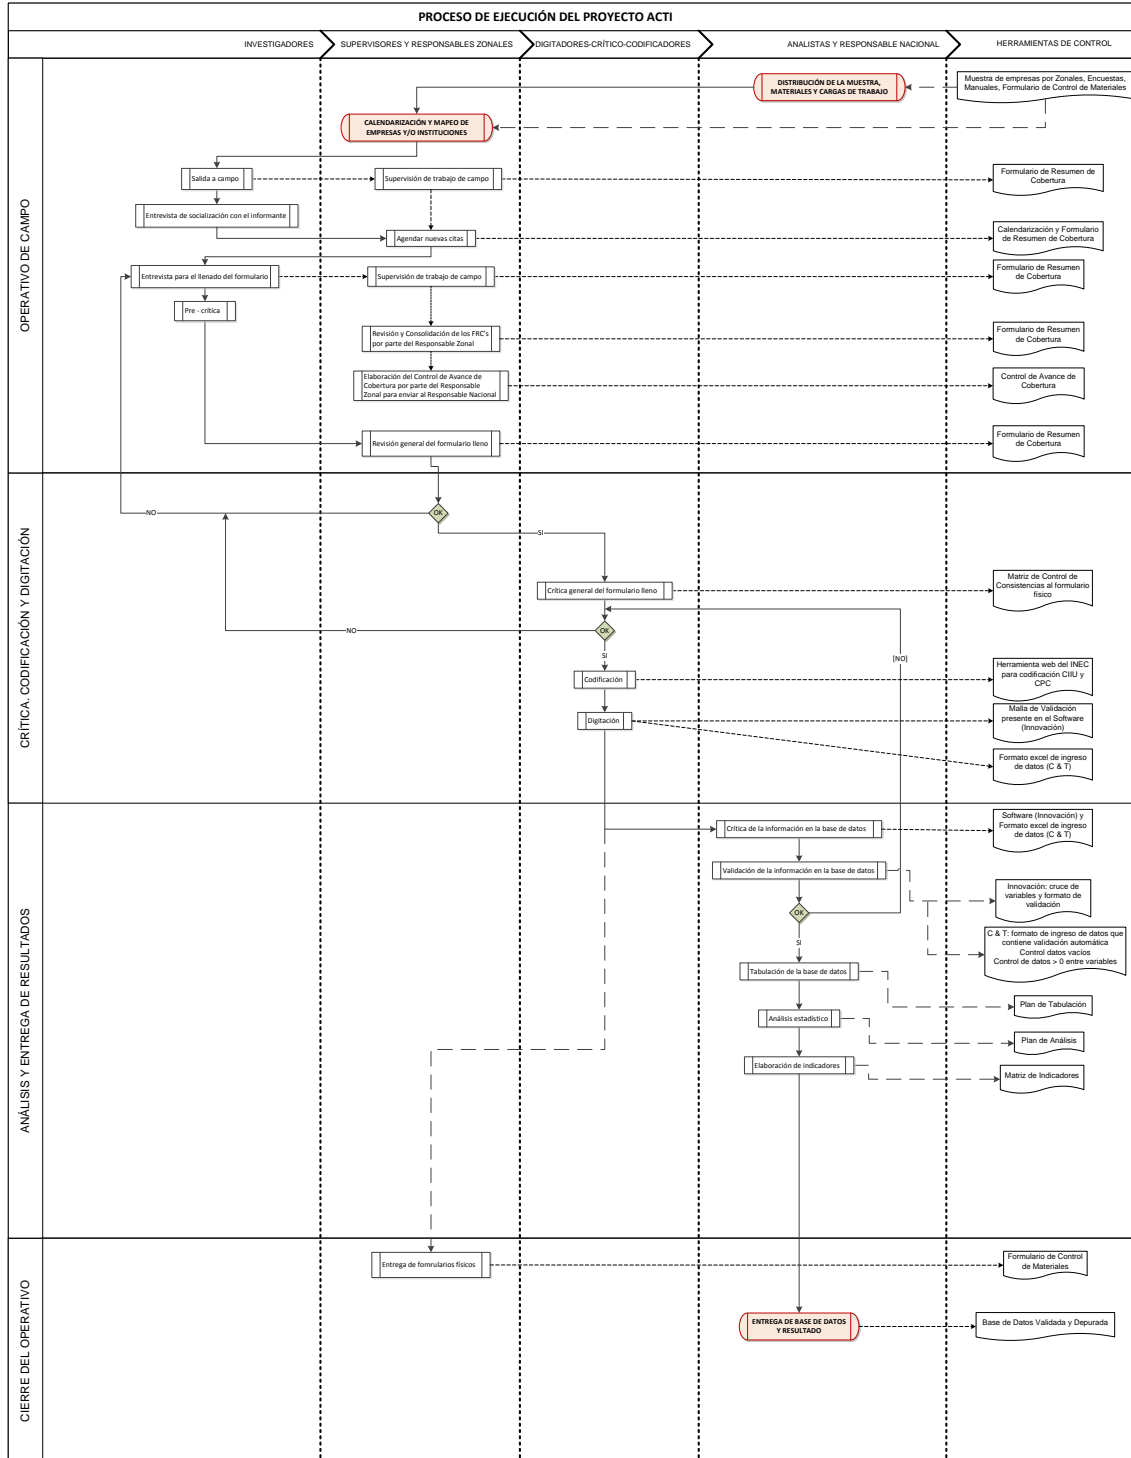 PROCESO DE EJECUCIÓN DEL PROYECTO ACTI
INVESTIGADORES
SUPERVISORES Y RESPONSABLES ZONALES
DIGITADORES-CRÍTICO-CODIFICADORES
ANALISTAS Y RESPONSABLE NACIONAL
HERRAMIENTAS DE CONTROL
OPERATIVO DE CAMPO
DISTRIBUCIÓN DE LA MUESTRA,
MATERIALES Y CARGAS DE TRABAJO
Muestra de empresas por Zonales, Encuestas,
Manuales, Formulario de Control de Materiales
CALENDARIZACIÓN Y MAPEO DE
EMPRESAS Y/O INSTITUCIONES
Salida a campo
Supervisión de trabajo de campo
Formulario de Resumen de
Cobertura
Entrevista de socialización con el informante
Agendar nuevas citas
Calendarización y Formulario
de Resumen de Cobertura
Entrevista para el llenado del formulario
Supervisión de trabajo de campo
Formulario de Resumen de
Cobertura
Pre - crítica
Revisión y Consolidación de los FRC's
por parte del Responsable Zonal
Formulario de Resumen
de Cobertura
Elaboración del Control de Avance de
Cobertura por parte del Responsable
Zonal para enviar al Responsable Nacional
Control de Avance de
Cobertura
Revisión general del formulario lleno
Formulario de Resumen
de Cobertura
CRÍTICA. CODIFICACIÓN Y DIGITACIÓN
NO
OK
SI
Crítica general del formulario lleno
Matriz de Control de
Consistencias al formulario
físico
NO
OK
SI
[NO]
Codificación
Herramienta web del INEC
para codificación CIIU y
CPC
Digitación
Malla de Validación
presente en el Software
(Innovación)
Formato excel de ingreso
de datos (C & T)
ANÁLISIS Y ENTREGA DE RESULTADOS
Crítica de la información en la base de datos
Software (Innovación) y
Formato excel de ingreso
de datos (C & T)
Validación de la información en la base de datos
Innovación: cruce de
variables y formato de
validación
OK
SI
C & T: formato de ingreso de datos que
contiene validación automática
Control datos vacíos
Control de datos > 0 entre variables
Tabulación de la base de datos
Plan de Tabulación
Análisis estadístico
Plan de Análisis
Elaboración de indicadores
Matriz de Indicadores
CIERRE DEL OPERATIVO
Entrega de fomrularios físicos
Formulario de Control
de Materiales
ENTREGA DE BASE DE DATOS
Y RESULTADO
Base de Datos Validada y Depurada